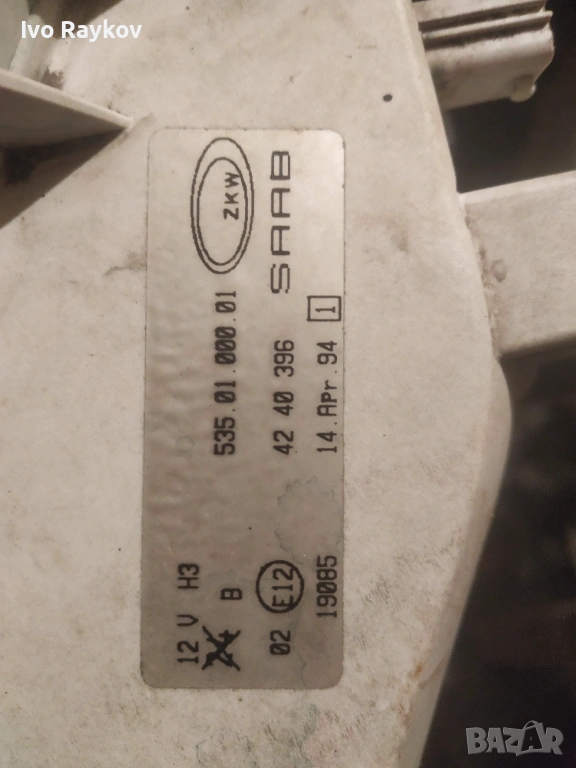 Ivo Raykov
12 V H3 535.01.000.01 ZKW
24 B
02 E12 42 40 396 SAAB
19085 14.Apr.94 1
BAZAR